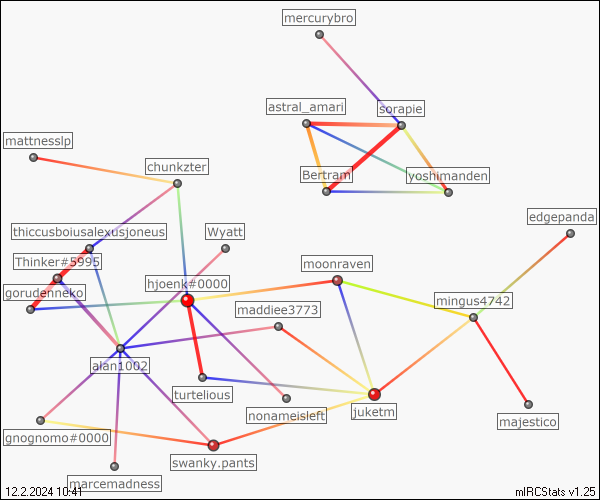 mercurybro
astral_amari
sorapie
mattnesslp
chunkzter
Bertram
yoshimanden
edgepanda
thiccusboiusalexusjoneus
Wyatt
Thinker#5995
moonraven
hjoenk#0000
gorudenneko
mingus4742
maddiee3773
alan1002
turtelious
nonameisleft
juketm
majestico
gnognomo#0000
swanky.pants
marcemadness
12.2.2024 10:41
mIRCStats v1.25